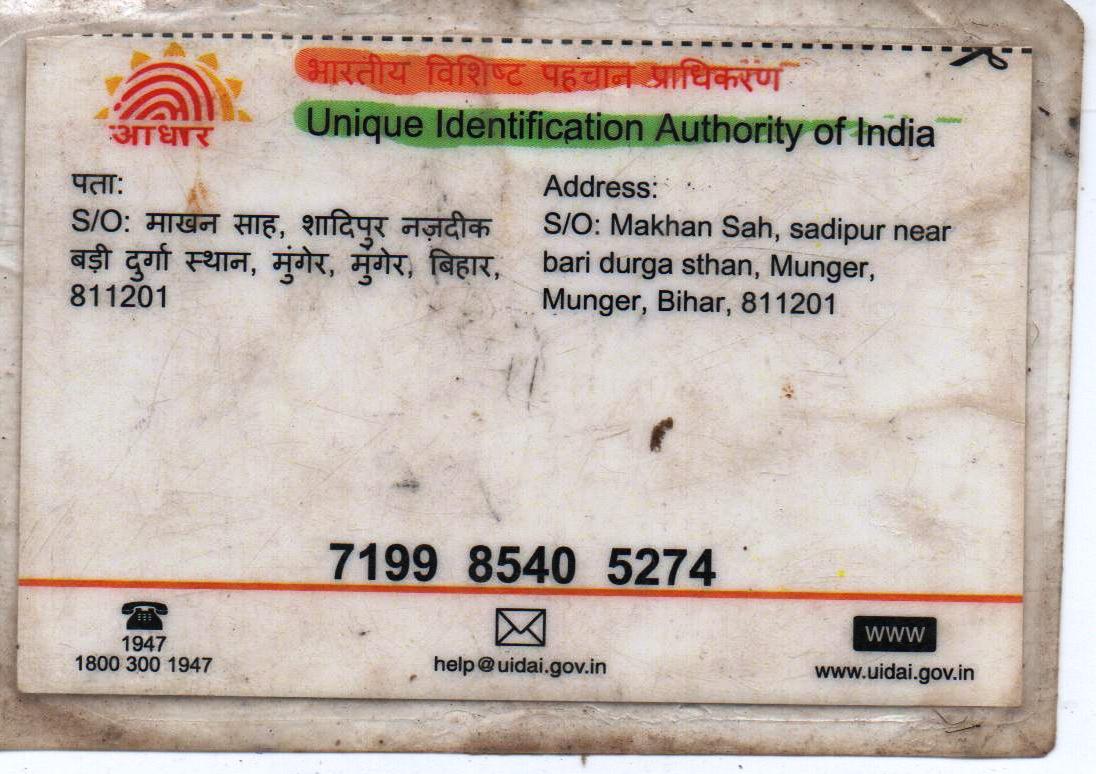 आधार
भारतीय विशिष्ट पहचान प्राधिकरण
Unique Identification Authority of India
पता:
S/O: माखन साह, शादिपुर नज़दीक
बड़ी दुर्गा स्थान, मुंगेर, मुंगेर, बिहार,
811201
Address:
S/O: Makhan Sah, sadipur near
bari durga sthan, Munger,
Munger, Bihar, 811201
7199 8540 5274
1947
1800 300 1947
help@uidai.gov.in
www
www.uidai.gov.in